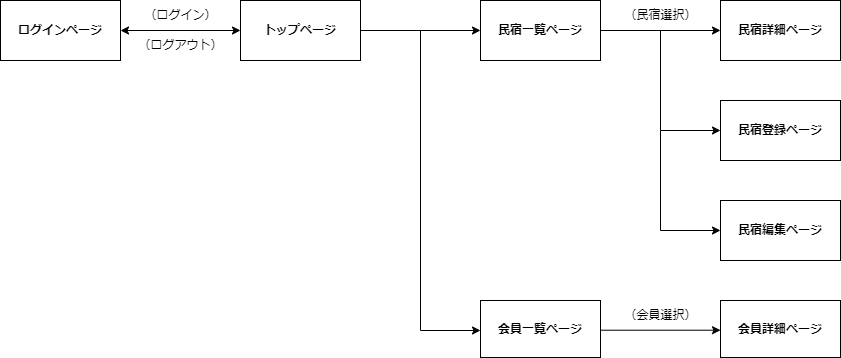 (ログイン)
ログインページ
(ログアウト)
トップページ
民宿一覧ページ
(民宿選択)
民宿詳細ページ
民宿登録ページ
民宿編集ページ
会員一覧ページ
(会員選択)
会員詳細ページ